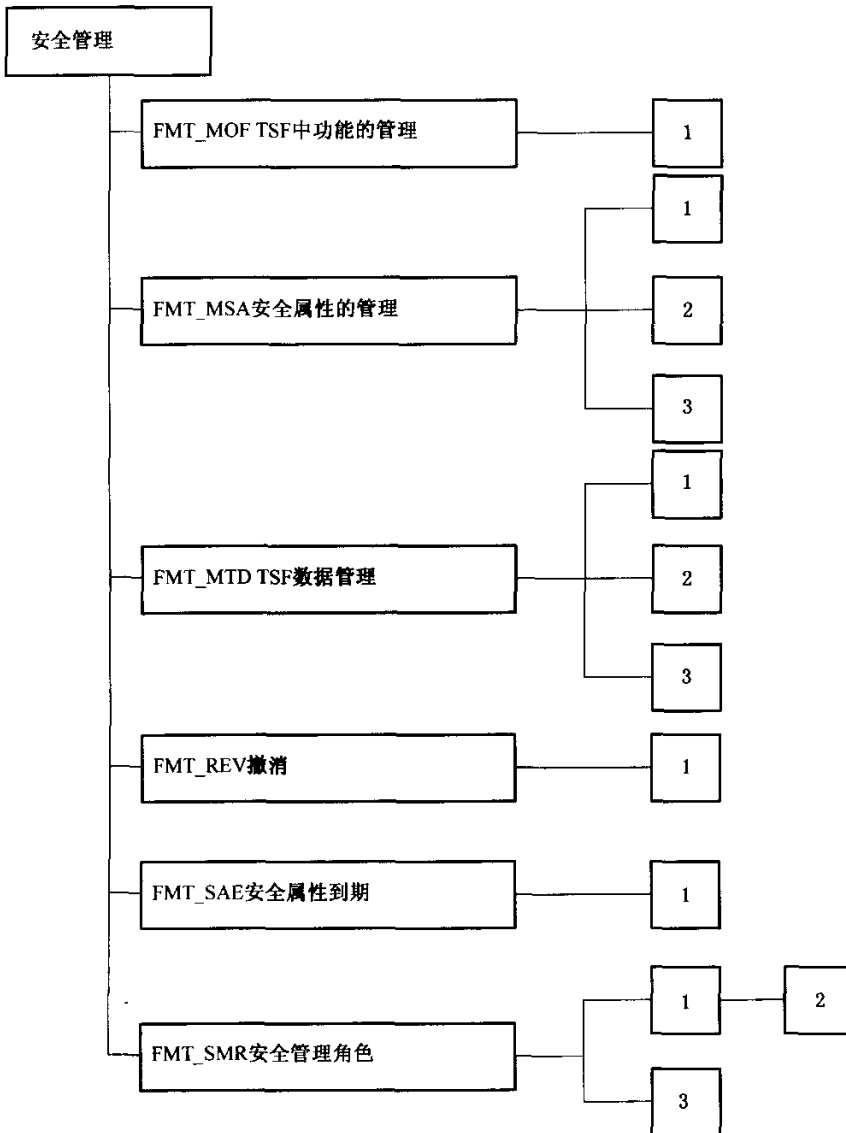 安全管理
FMT_MOF TSF中功能的管理
1
1
FMT_MSA安全属性的管理
2
3
1
FMT_MTD TSF数据管理
2
3
FMT_REV撤消
1
FMT_SAE安全属性到期
1
1
2
FMT_SMR安全管理角色
3